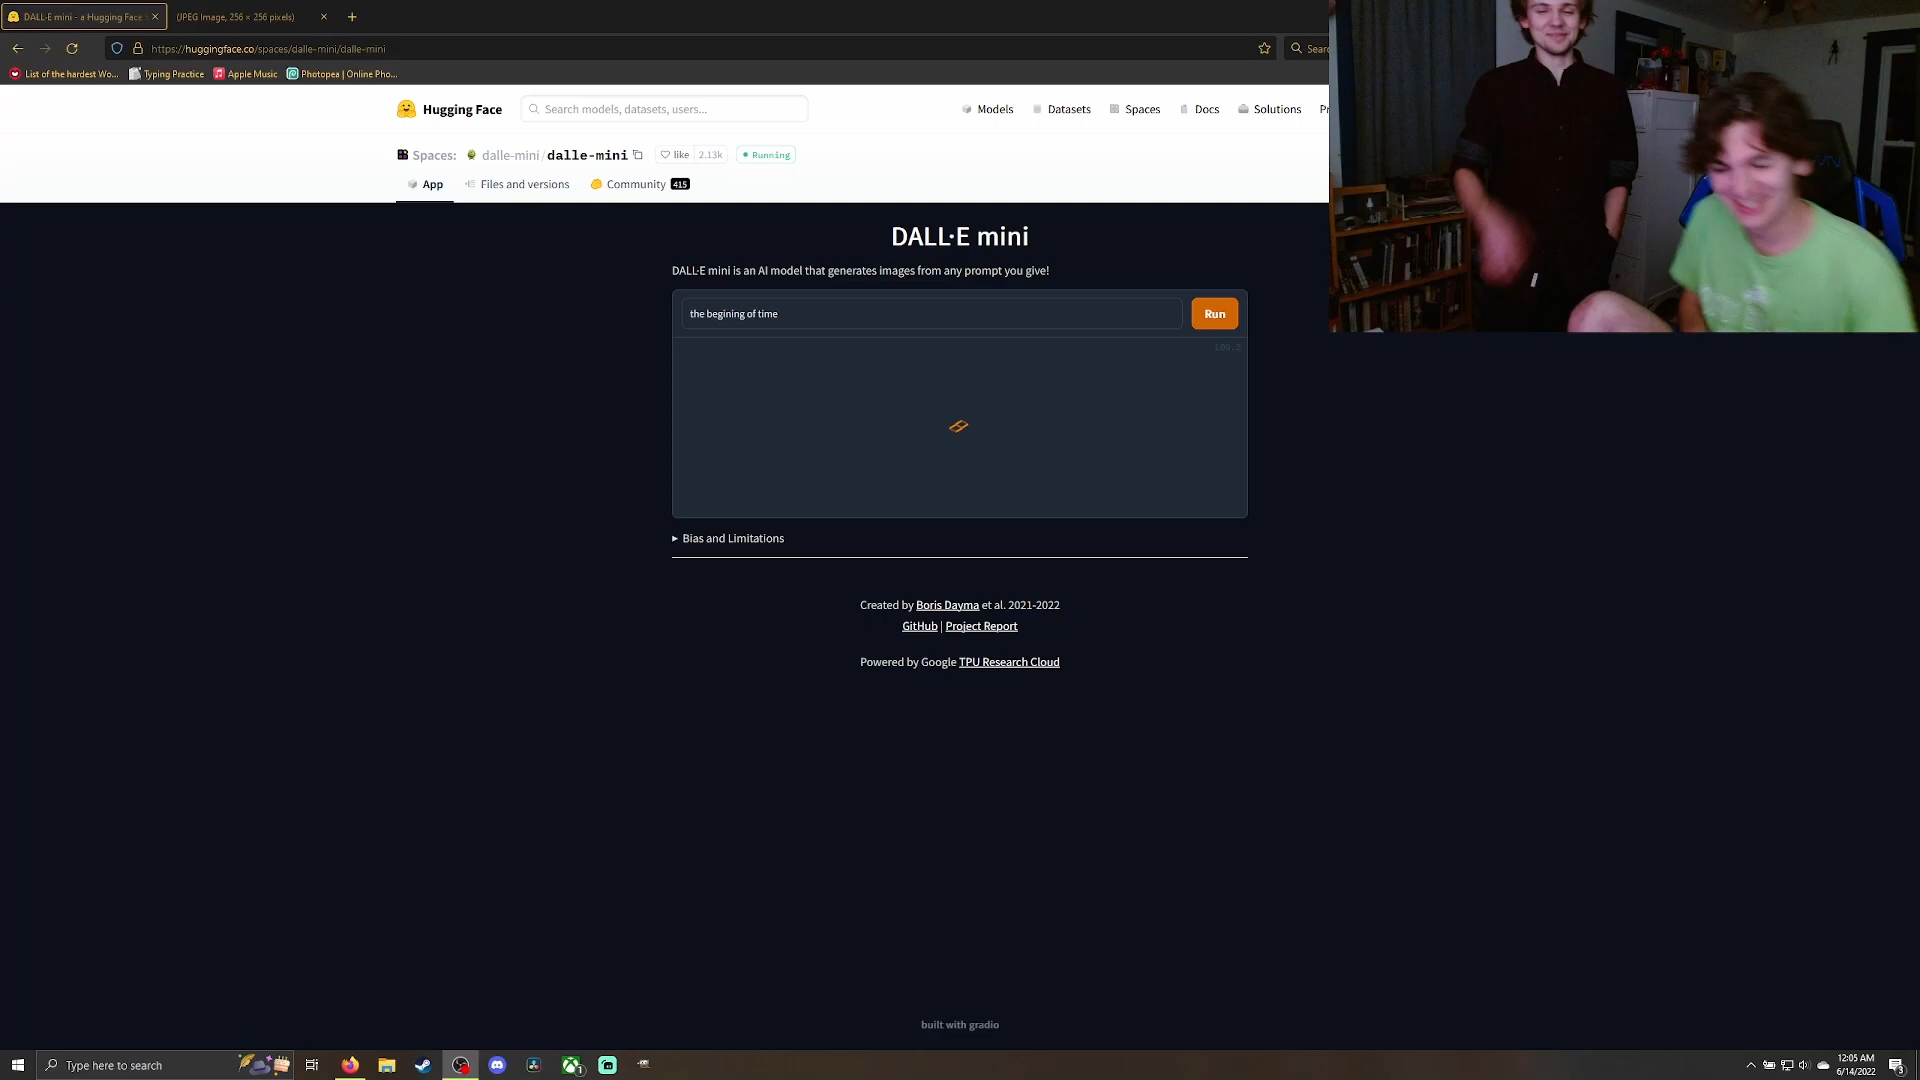 DALL·E mini - a Hugging Face
(JPEG Image, 256 × 256 pixels)
https://huggingface.co/spaces/dalle-mini/dalle-mini
Sear
List of the hardest Wo...
Typing Practice
Apple Music
Photopea | Online Pho...
Hugging Face
Search models, datasets, users...
Models
Datasets
Spaces
Docs
Solutions
Pr
Spaces:
dalle-mini/dalle-mini
like 2.13k
Running
App
Files and versions
Community 415
DALL·E mini
DALL·E mini is an AI model that generates images from any prompt you give!
the begining of time
Run
Bias and Limitations
Created by Boris Dayma et al. 2021-2022
GitHub | Project Report
Powered by Google TPU Research Cloud
built with gradio
Type here to search
1
12:05 AM
6/14/2022
3